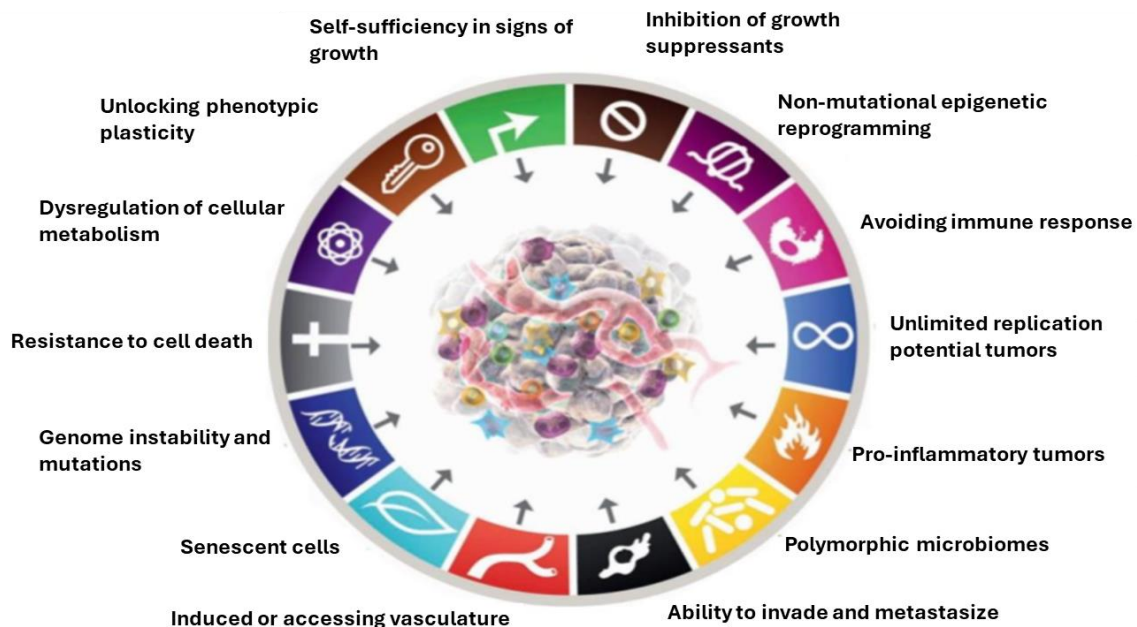 Self-sufficiency in signs of
growth
Inhibition of growth
suppressants
Unlocking phenotypic
plasticity
Non-mutational epigenetic
reprogramming
Dysregulation of cellular
metabolism
Avoiding immune response
Resistance to cell death
Unlimited replication
potential tumors
Genome instability and
mutations
Pro-inflammatory tumors
Senescent cells
Polymorphic microbiomes
Induced or accessing vasculature
Ability to invade and metastasize